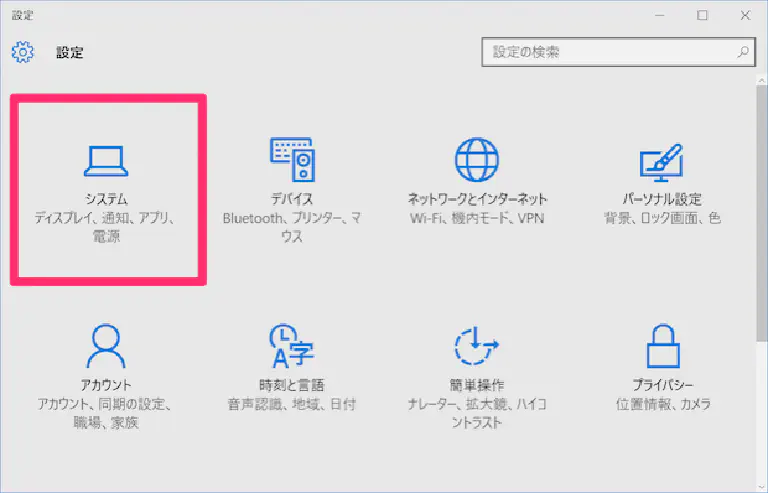 設定
設定
設定の検索
システム
ディスプレイ、通知、アプリ、
電源
デバイス
Bluetooth、プリンター、マ
ウス
ネットワークとインターネット
Wi-Fi、機内モード、VPN
パーソナル設定
背景、ロック画面、色
アカウント
アカウント、同期の設定、
職場、家族
時刻と言語
音声認識、地域、日付
簡単操作
ナレーター、拡大鏡、ハイコ
ントラスト
プライバシー
位置情報、カメラ